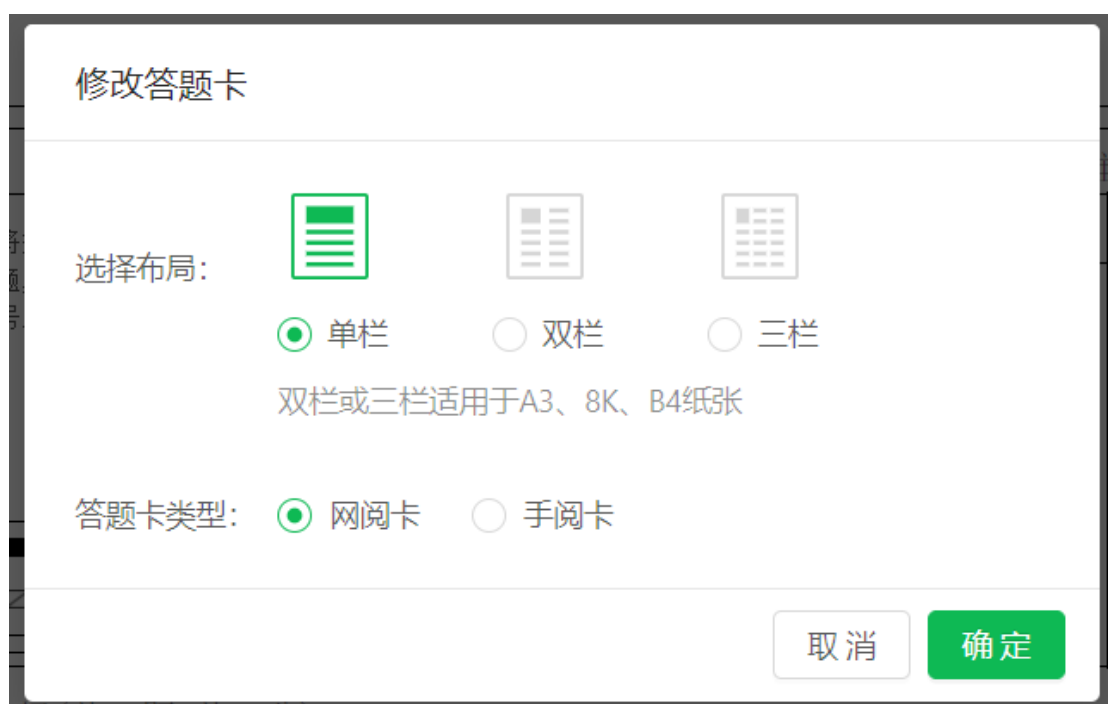 修改答题卡
选择布局：
单栏 双栏 三栏
双栏或三栏适用于A3、8K、B4纸张
答题卡类型： 网阅卡 手阅卡
取消 确定